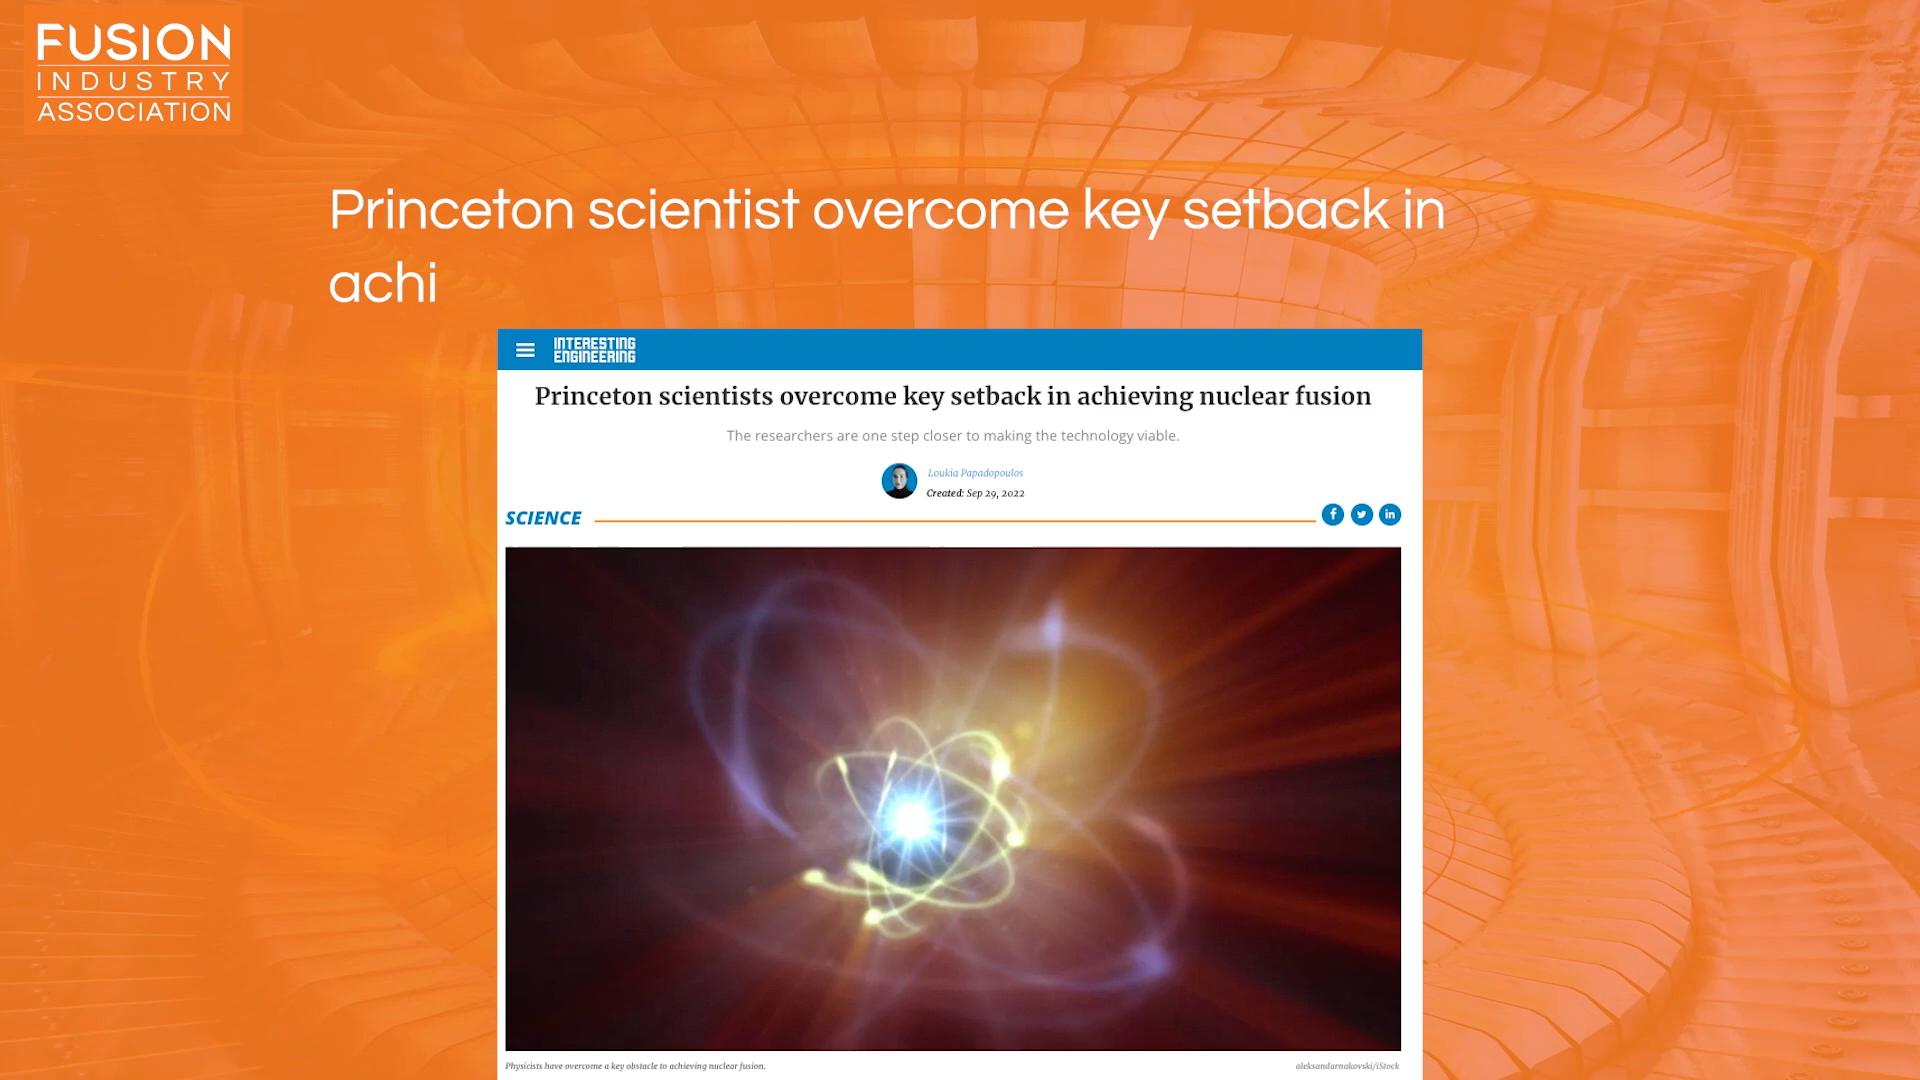 FUSION
INDUSTRY
ASSOCIATION
Princeton scientist overcome key setback in
achi
INTERESTING
ENGINEERING
Princeton scientists overcome key setback in achieving nuclear fusion
The researchers are one step closer to making the technology viable.
Loukia Papadopoulos
Created: Sep 29, 2022
SCIENCE
Physicists have overcome a key obstacle to achieving nuclear fusion.
aleksandarnakovski/iStock